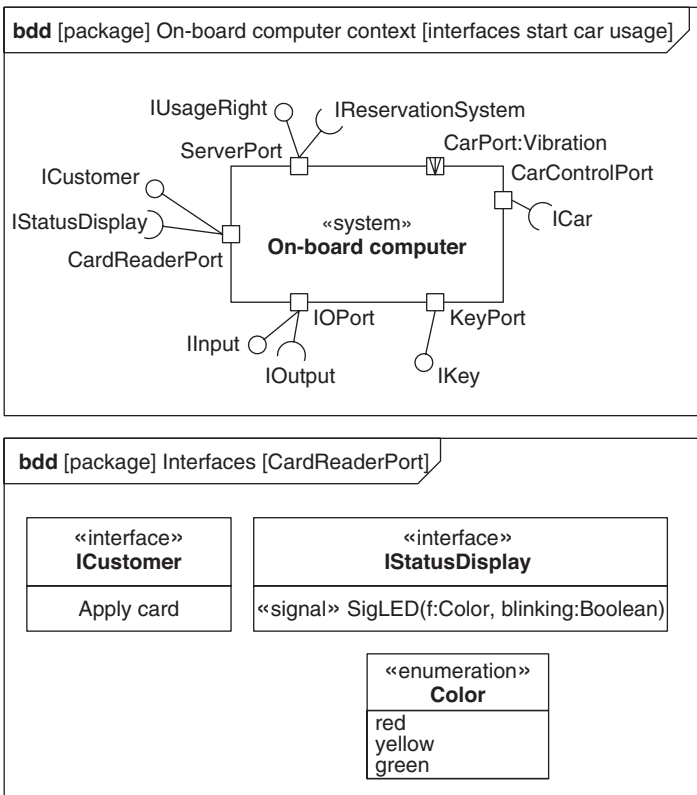 bdd [package] On-board computer context [interfaces start car usage]
IUsageRight
IReservationSystem
ServerPort
CarPort:Vibration
ICustomer
CarControlPort
IStatusDisplay
«system»
ICar
On-board computer
CardReaderPort
IOPort
KeyPort
IInput
IOutput
IKey
bdd [package] Interfaces [CardReaderPort]
«interface»
ICustomer
Apply card
«interface»
IStatusDisplay
«signal» SigLED(f:Color, blinking:Boolean)
«enumeration»
Color
red
yellow
green